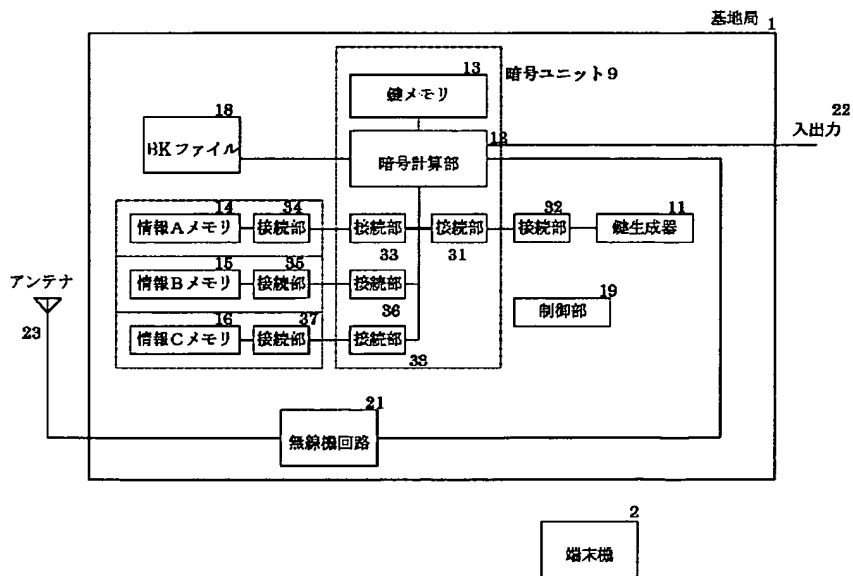 基地局 1
暗号ユニット9
13
鍵メモリ
22
入出力
18
BKファイル
12
暗号計算部
14
情報Aメモリ
34
接続部
接続部
33
接続部
31
32
接続部
11
鍵生成器
15
情報Bメモリ
35
接続部
接続部
36
アンテナ
23
19
制御部
16
情報Cメモリ
37
接続部
接続部
38
21
無線機回路
2
端末機